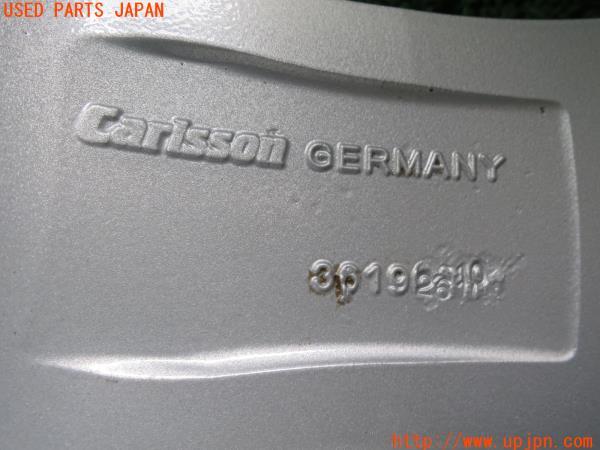 USED PARTS JAPAN
Carlsson GERMANY
http://www.upjpn.com